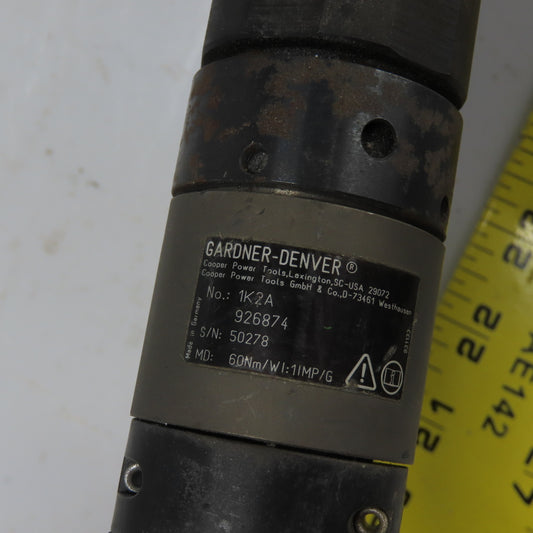 GARDNER-DENVER ®
Cooper Power Tools, Lexington, SC-USA 29072
Cooper Power Tools GmbH & Co., D-73461 Westhausen
No.: 1K2A
926874
S/N: 50278
MD: 60Nm/WI:1IMP/G
Made in Germany
AE142